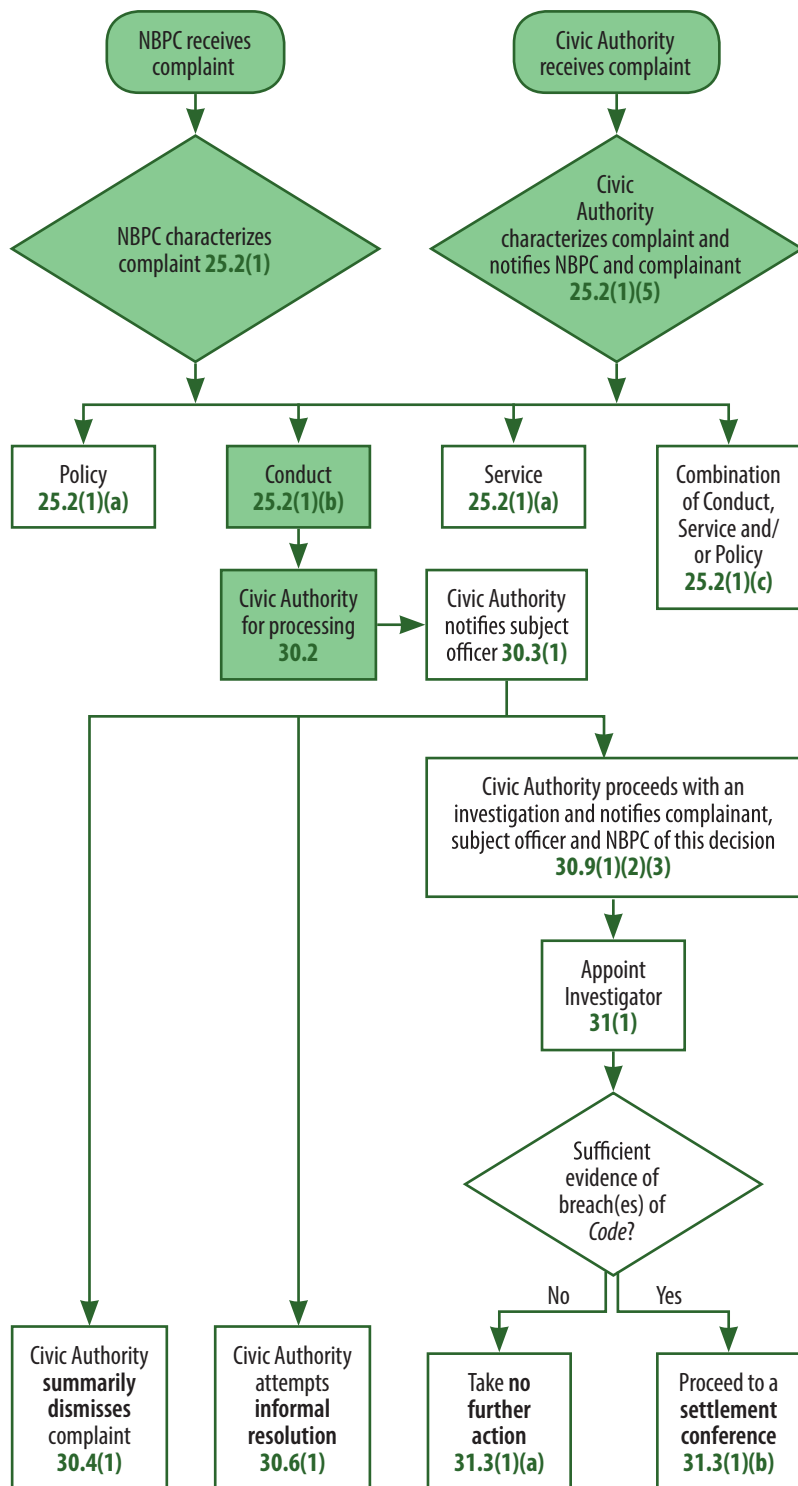 NBPC receives
complaint
Civic Authority
receives complaint
NBPC characterizes
complaint 25.2(1)
Civic
Authority
characterizes complaint and
notifies NBPC and complainant
25.2(1)(5)
Policy
25.2(1)(a)
Conduct
25.2(1)(b)
Service
25.2(1)(a)
Combination
of Conduct,
Service and/
or Policy
25.2(1)(c)
Civic Authority
for processing
30.2
Civic Authority
notifies subject
officer 30.3(1)
Civic Authority proceeds with an
investigation and notifies complainant,
subject officer and NBPC of this decision
30.9(1)(2)(3)
Appoint
Investigator
31(1)
Sufficient
evidence of
breach(es) of
Code?
No
Yes
Civic Authority
summarily
dismisses
complaint
30.4(1)
Civic Authority
attempts
informal
resolution
30.6(1)
Take no
further
action
31.3(1)(a)
Proceed to a
settlement
conference
31.3(1)(b)